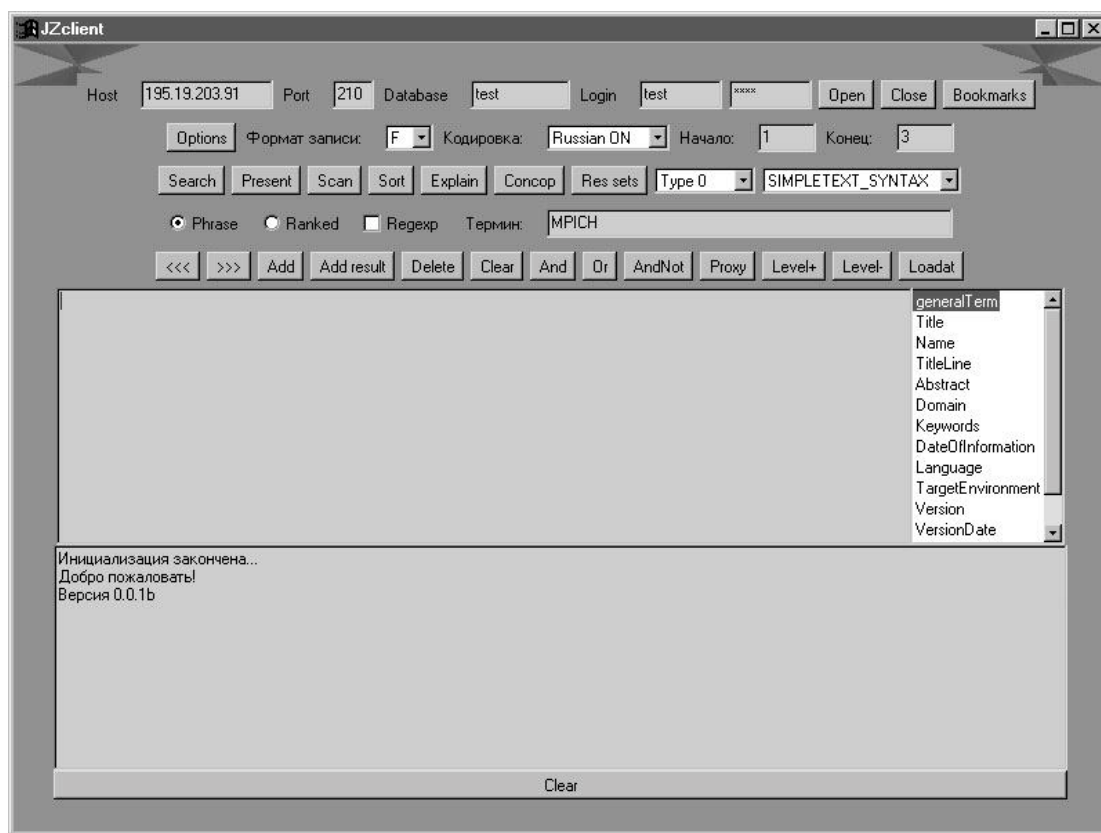 JZclient
Host 195.19.203.91 Port 210 Database test Login test **** Open Close Bookmarks
Options Формат записи: F Кодировка: Russian ON Начало: 1 Конец: 3
Search Present Scan Sort Explain Concop Res sets Type 0 SIMPLETEXT_SYNTAX
Phrase Ranked Regexp Термин: MPICH
<<< >>> Add Add result Delete Clear And Or AndNot Proxy Level+ Level- Loadat
generalTerm
Title
Name
TitleLine
Abstract
Domain
Keywords
DateOfInformation
Language
TargetEnvironment
Version
VersionDate
Инициализация закончена...
Добро пожаловать!
Версия 0.0.1b
Clear